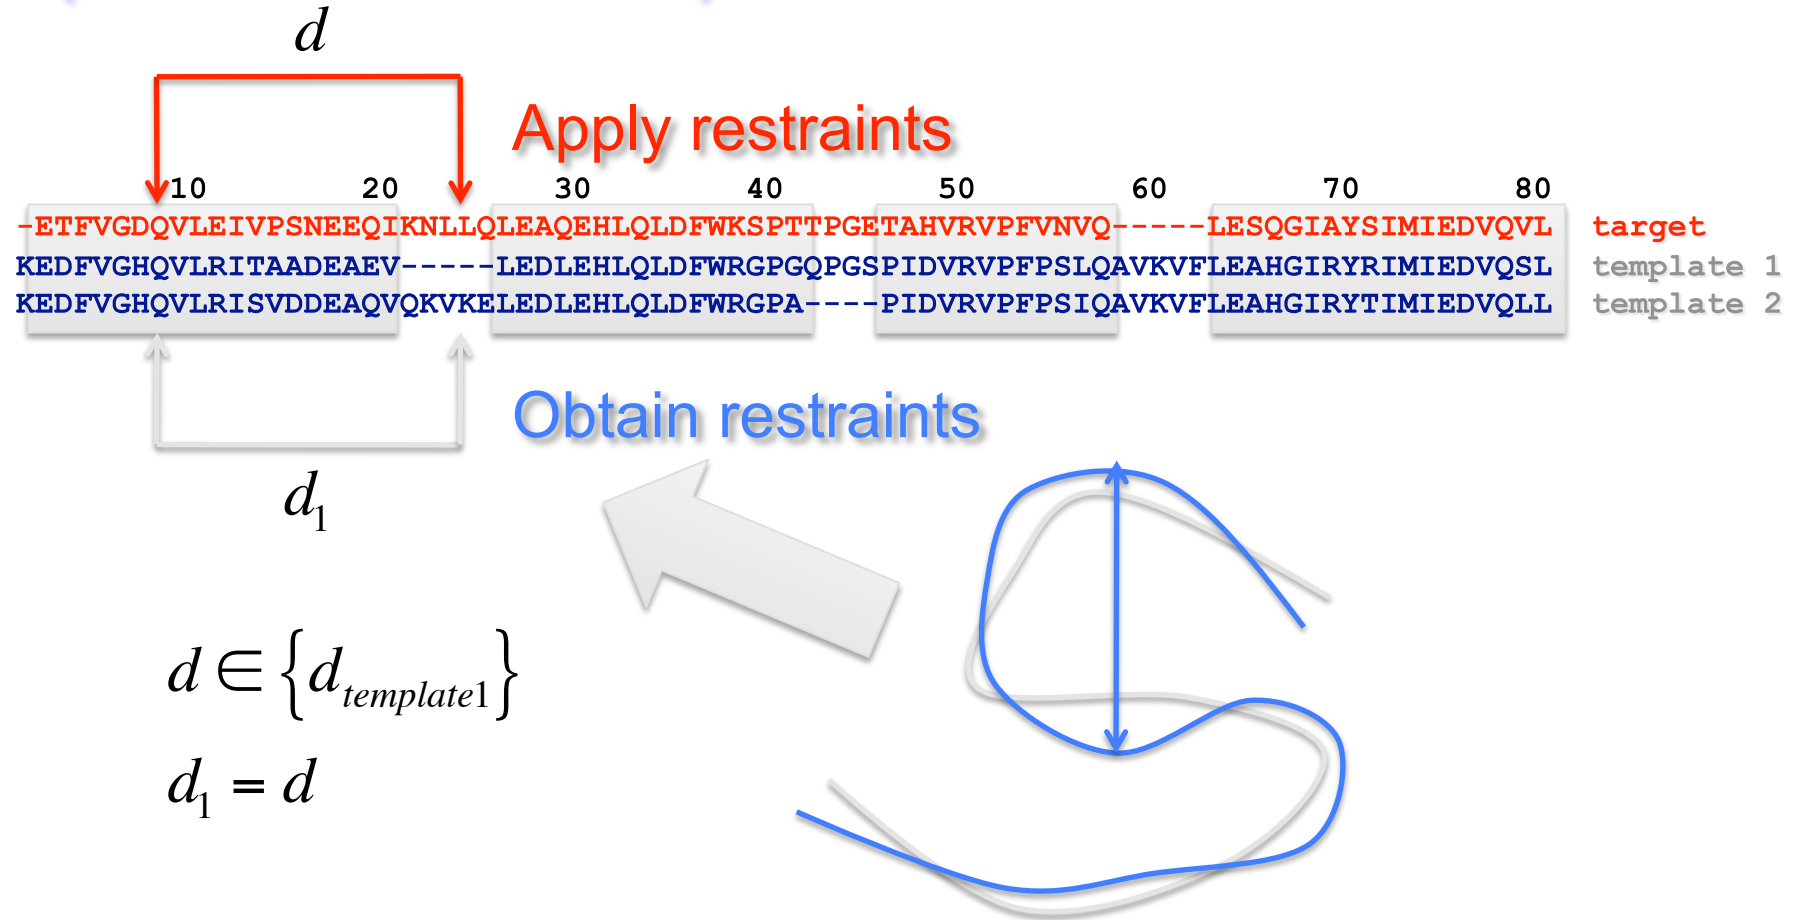 d
Apply restraints
10 20 30 40 50 60 70 80
-ETFVGDQVLEIVPSNEEQIKNLLQLEAQEHLQLDFWKSPTTPGETAHVRVPFVNVQ-----LESQGIAYSIMIEDVQVL target
KEDFVGHQVLRITAADEAEV-----LEDLEHLQLDFWRGPGQPGSPIDVRVPFPSLQAVKVFLEAHGIRYRIMIEDVQSL template 1
KEDFVGHQVLRISVDDEAQVQKVKELEDLEHLQLDFWRGPA----PIDVRVPFPSIQAVKVFLEAHGIRYTIMIEDVQLL template 2
Obtain restraints
d₁
d ∈ {d_template1}
d₁ = d